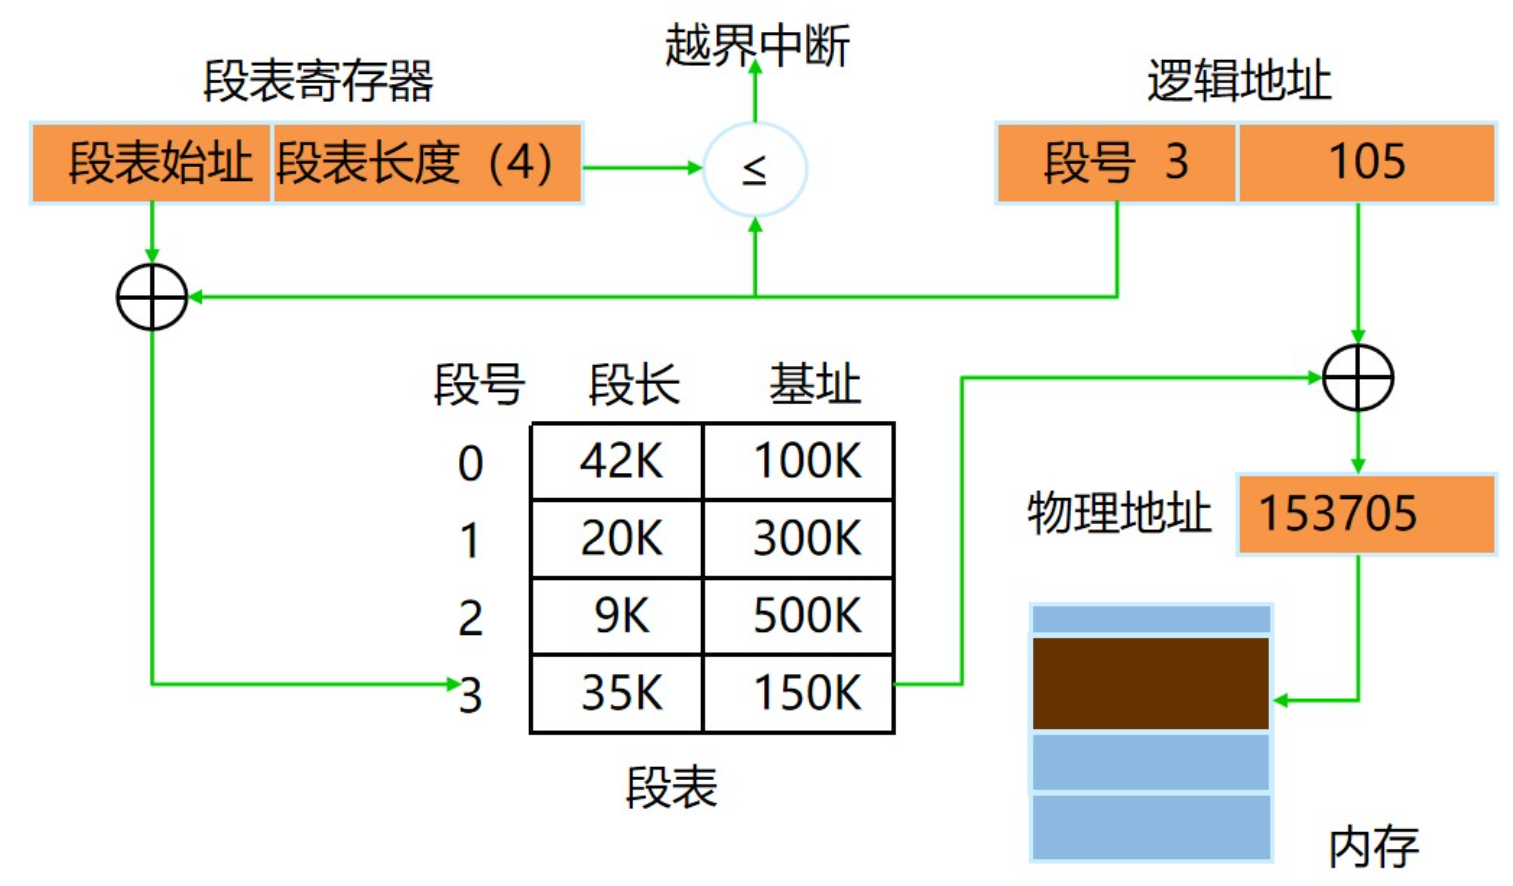 越界中断
段表寄存器
逻辑地址
段表始址 段表长度（4）
≤
段号 3 105
段号 段长 基址
0 42K 100K
1 20K 300K
2 9K 500K
3 35K 150K
物理地址 153705
段表
内存